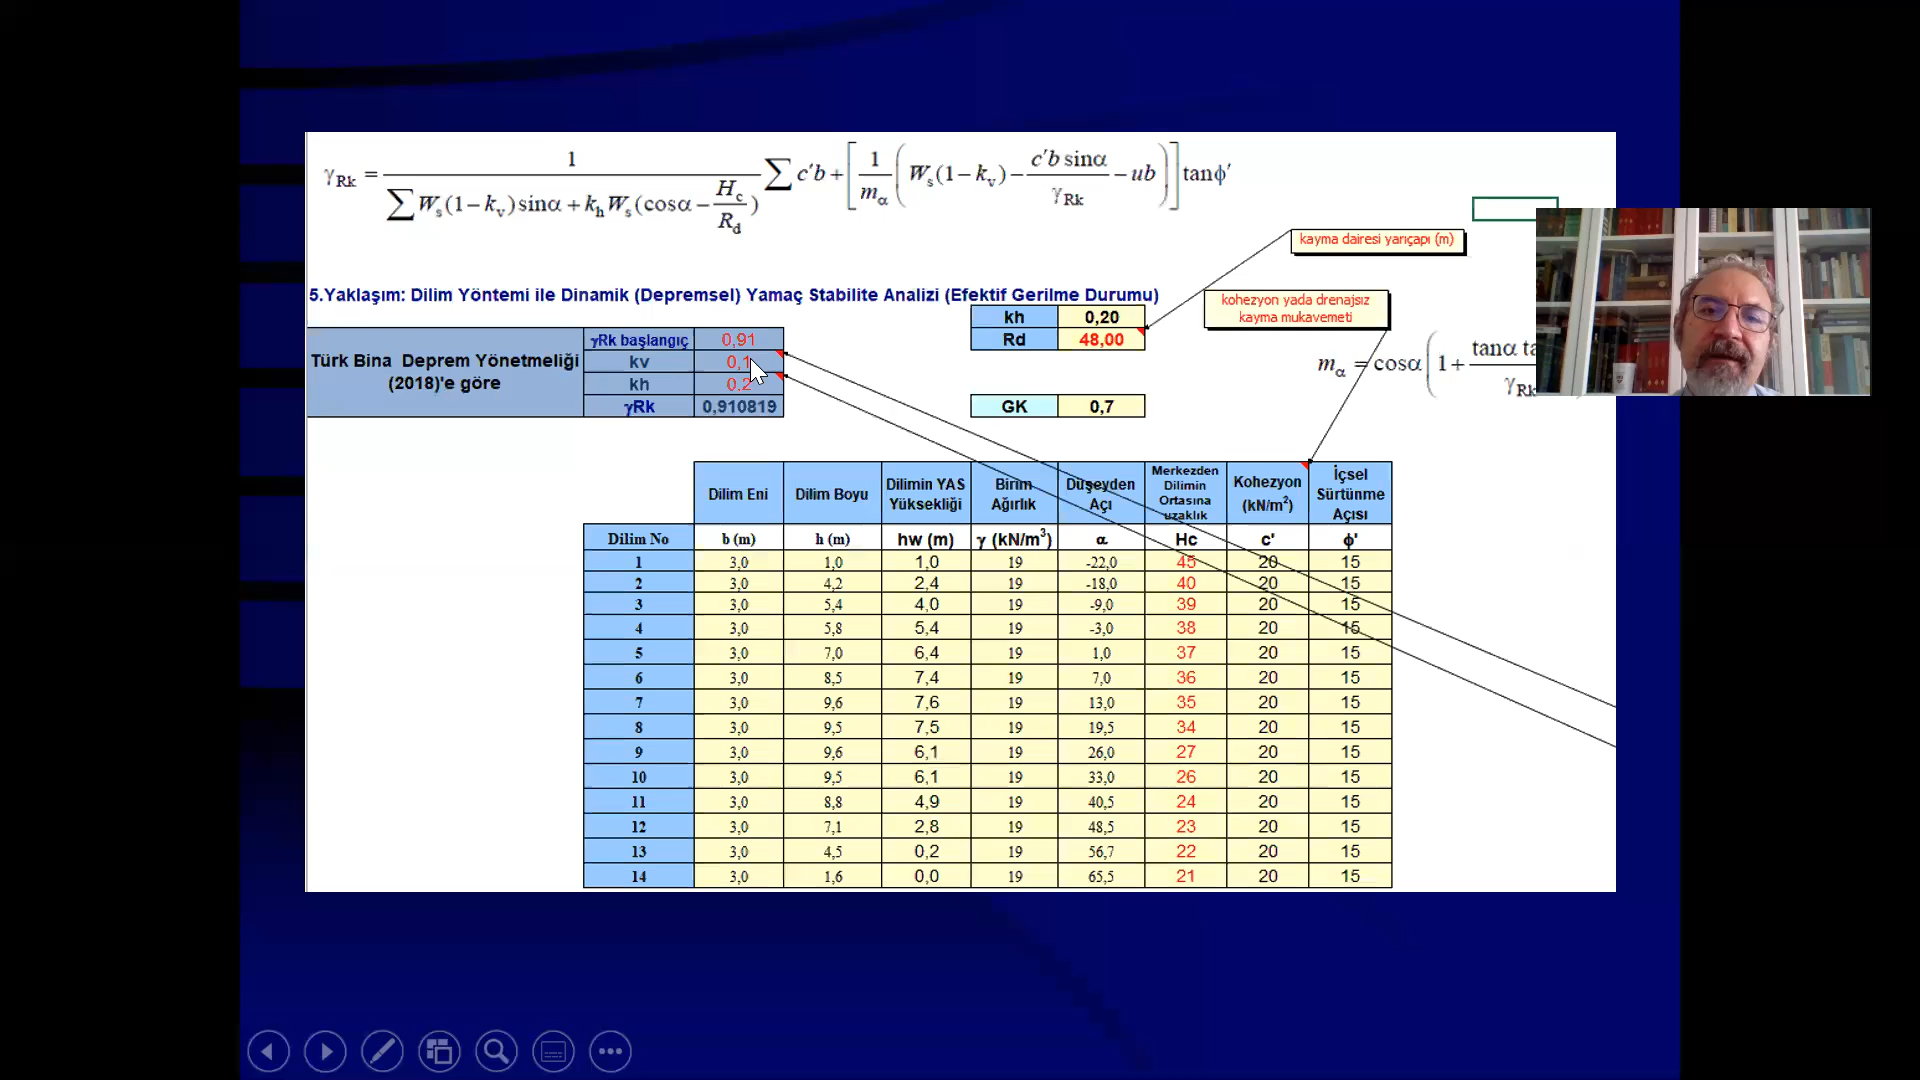 γRk = 1 / ∑ Ws(1−kv)sinα + kh Ws(cosα − Hc/Rd) ∑ c'b + [ 1/mα ( Ws(1−kv) − c'b sinα/γRk − ub ) ] tanφ'
kayma dairesi yarıçapı (m)
5.Yaklaşım: Dilim Yöntemi ile Dinamik (Depremsel) Yamaç Stabilite Analizi (Efektif Gerilme Durumu)
kohezyon yada drenajsız
kayma mukavemeti
kh 0,20
Rd 48,00
Türk Bina Deprem Yönetmeliği
(2018)'e göre
γRk başlangıç 0,91
kv 0,1
kh 0.2
γRk 0,910819
GK 0,7
mα = cosα ( 1 + tanα ta
γRk
Dilim Eni
Dilim Boyu
Dilimin YAS
Yüksekliği
Birim
Ağırlık
Düşeyden
Açı
Merkezden
Dilimin
Ortasına
uzaklık
Kohezyon
(kN/m²)
İçsel
Sürtünme
Açısı
Dilim No b (m) h (m) hw (m) γ (kN/m³) α Hc c' ϕ'
1 3,0 1,0 1,0 19 -22,0 45 20 15
2 3,0 4,2 2,4 19 -18,0 40 20 15
3 3,0 5,4 4,0 19 -9,0 39 20 15
4 3,0 5,8 5,4 19 -3,0 38 20 15
5 3,0 7,0 6,4 19 1,0 37 20 15
6 3,0 8,5 7,4 19 7,0 36 20 15
7 3,0 9,6 7,6 19 13,0 35 20 15
8 3,0 9,5 7,5 19 19,5 34 20 15
9 3,0 9,6 6,1 19 26,0 27 20 15
10 3,0 9,5 6,1 19 33,0 26 20 15
11 3,0 8,8 4,9 19 40,5 24 20 15
12 3,0 7,1 2,8 19 48,5 23 20 15
13 3,0 4,5 0,2 19 56,7 22 20 15
14 3,0 1,6 0,0 19 65,5 21 20 15